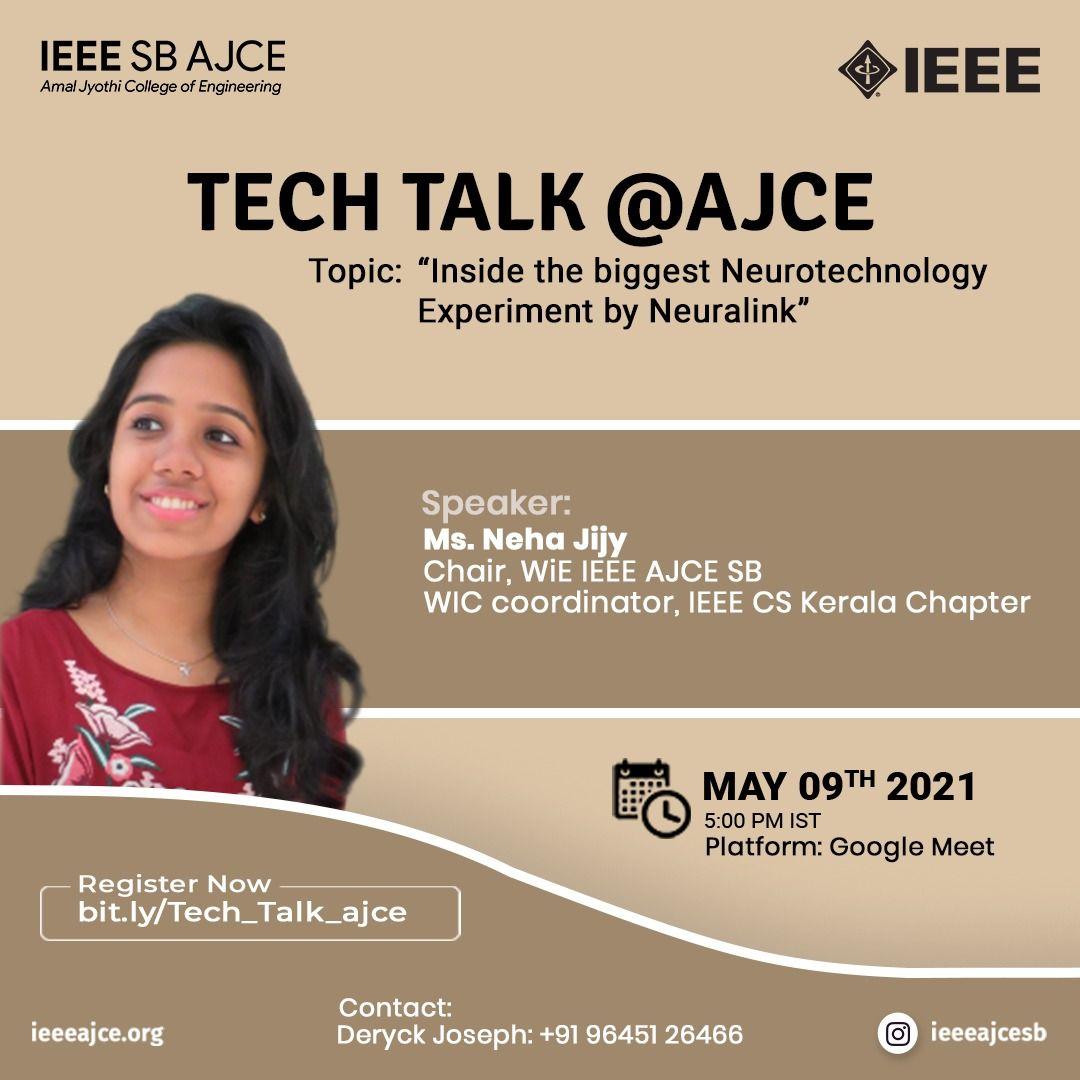 IEEE SB AJCE
Amal Jyothi College of Engineering
IEEE
TECH TALK @AJCE
Topic: “Inside the biggest Neurotechnology
Experiment by Neuralink”
Speaker:
Ms. Neha Jijy
Chair, WiE IEEE AJCE SB
WIC coordinator, IEEE CS Kerala Chapter
MAY 09TH 2021
5:00 PM IST
Platform: Google Meet
Register Now
bit.ly/Tech_Talk_ajce
Contact:
Deryck Joseph: +91 96451 26466
ieeeajce.org
ieeeajcesb